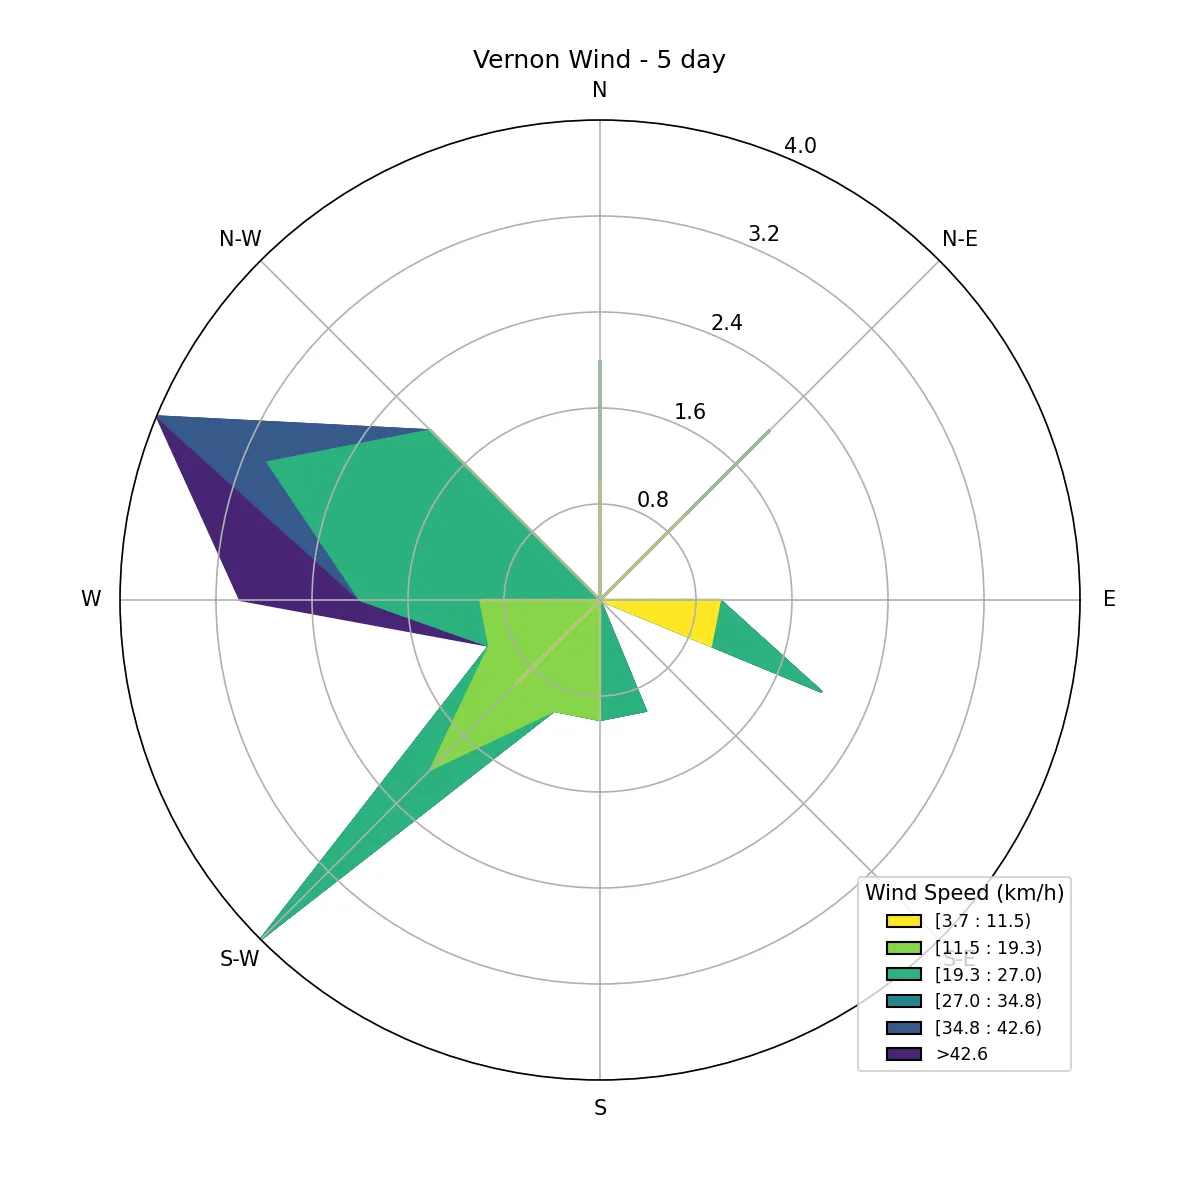 Vernon Wind - 5 day
N
4.0
N-W
3.2
N-E
2.4
1.6
0.8
W
E
S-W
S-E
S
Wind Speed (km/h)
[3.7 : 11.5)
[11.5 : 19.3)
[19.3 : 27.0)
[27.0 : 34.8)
[34.8 : 42.6)
>42.6